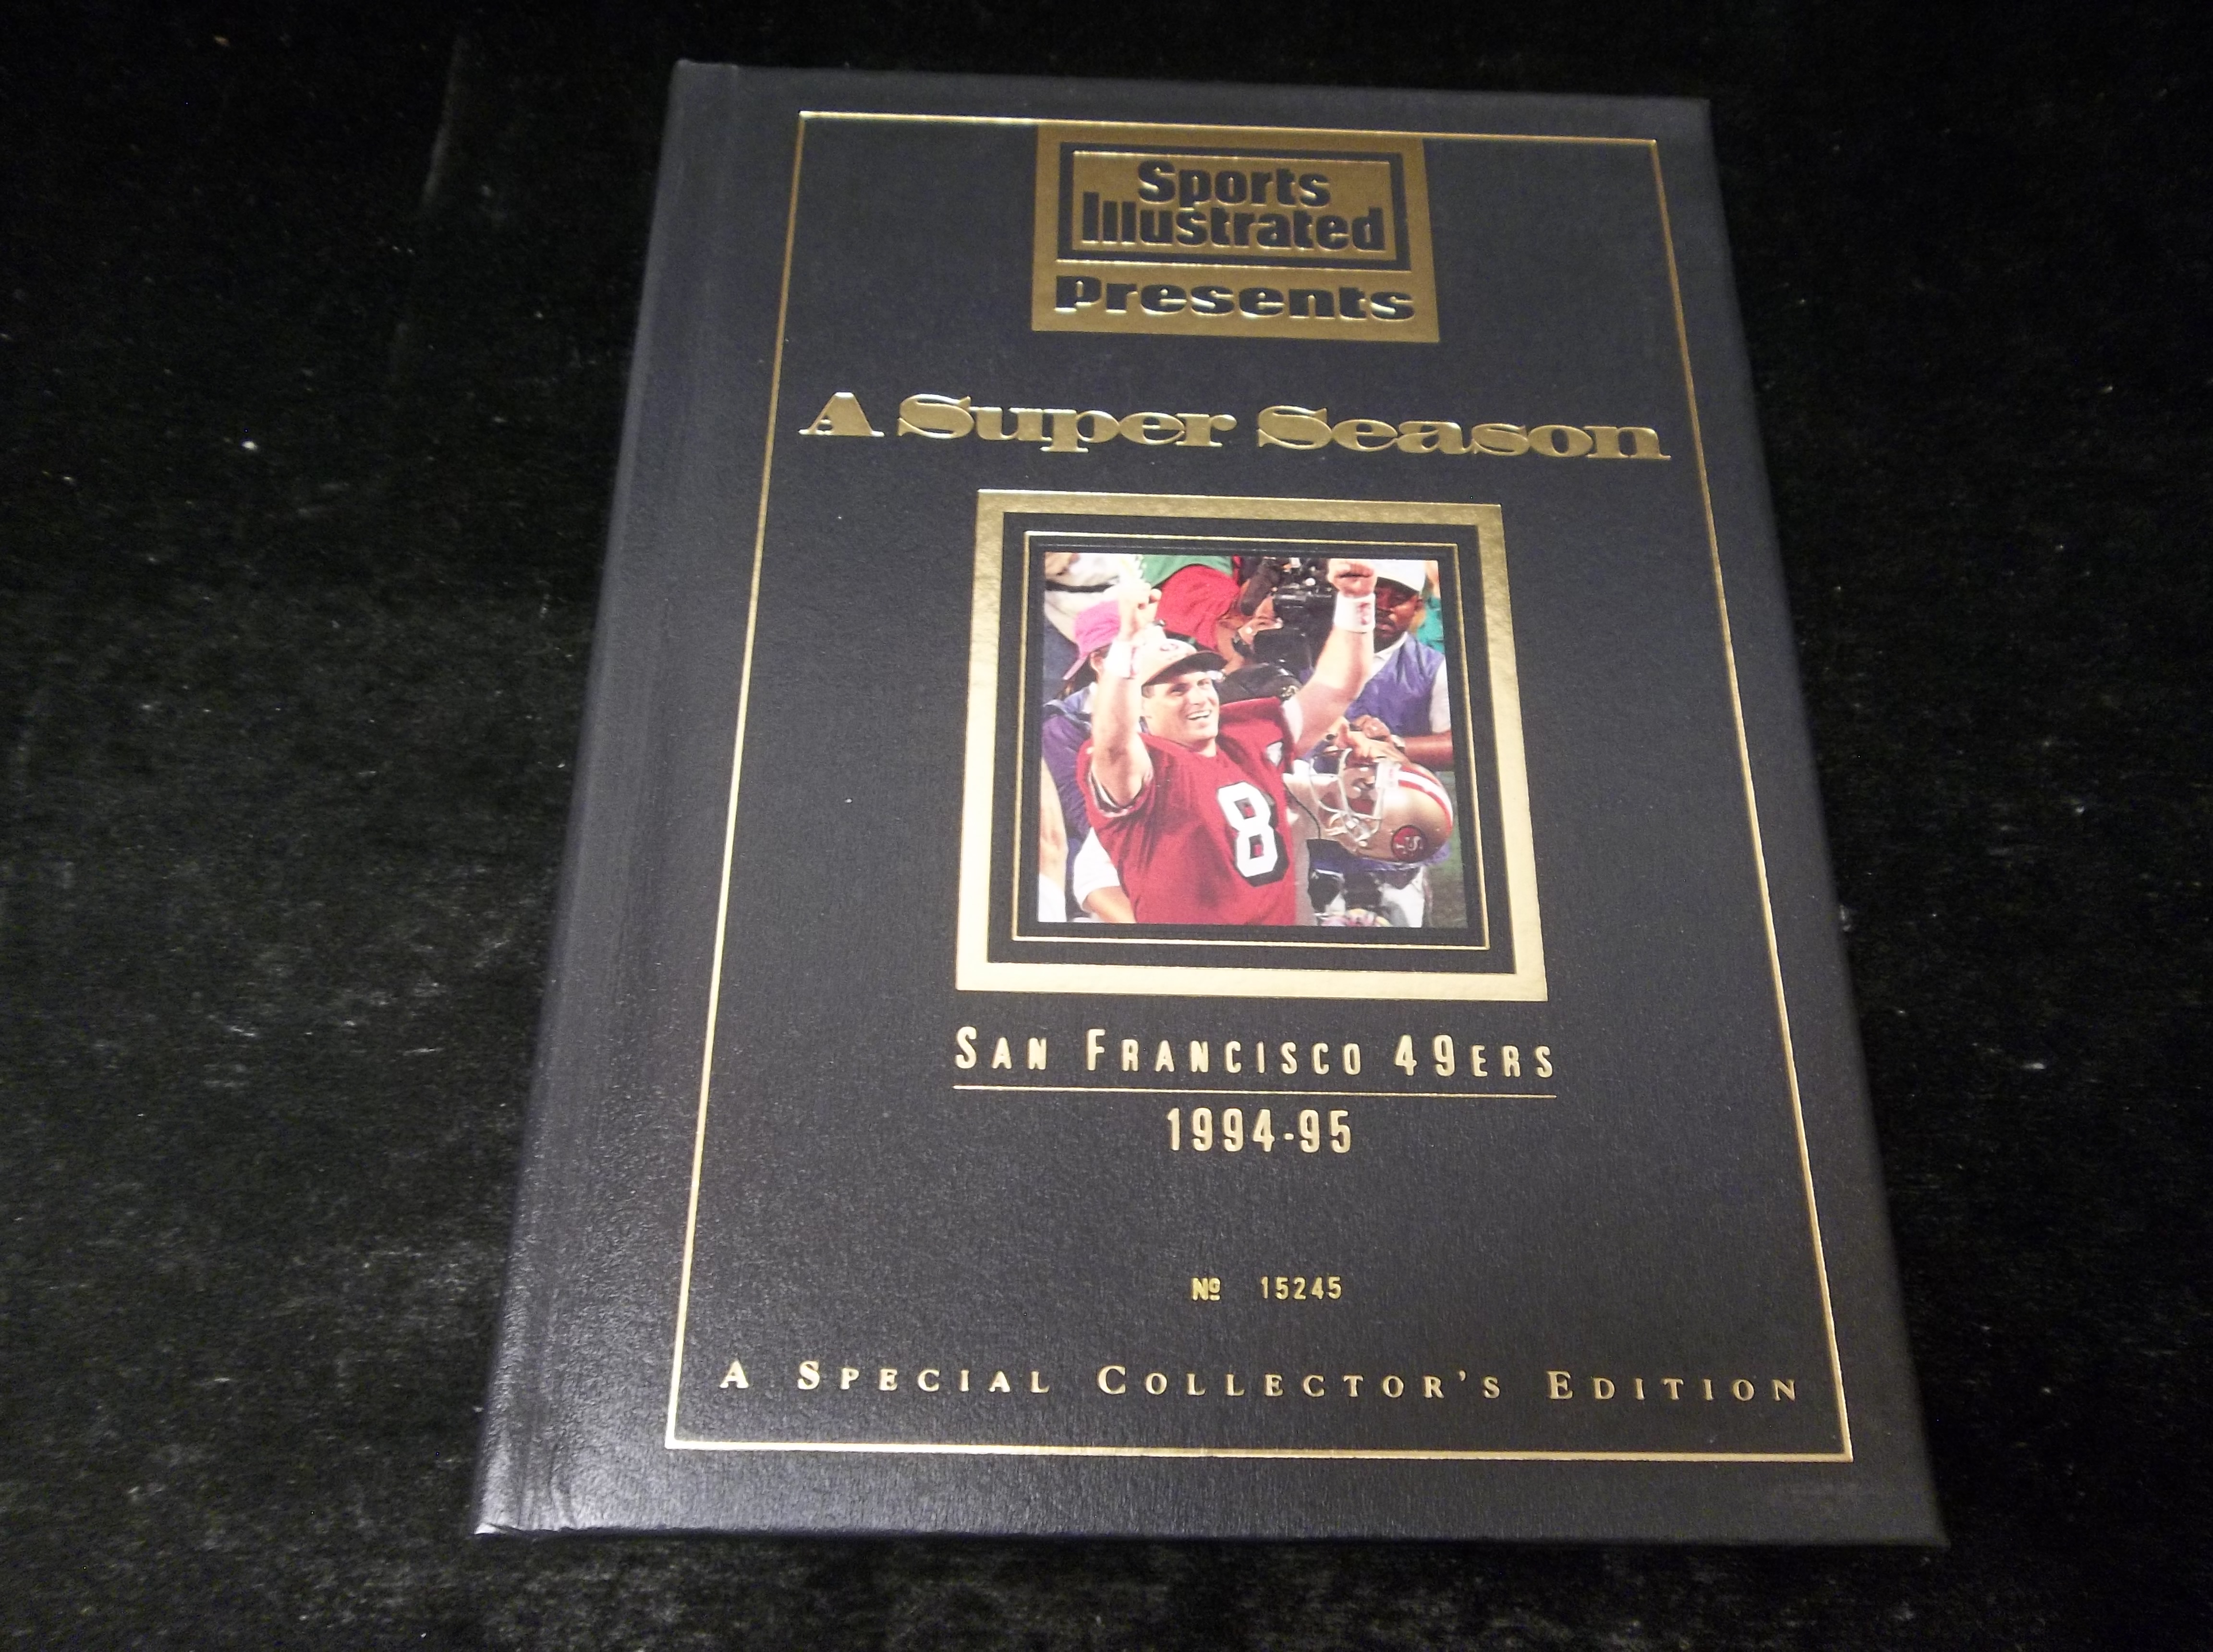 Sports
Illustrated
Presents
A Super Season
8
SAN FRANCISCO 49ERS
1994-95
Nº 15245
A SPECIAL COLLECTOR'S EDITION